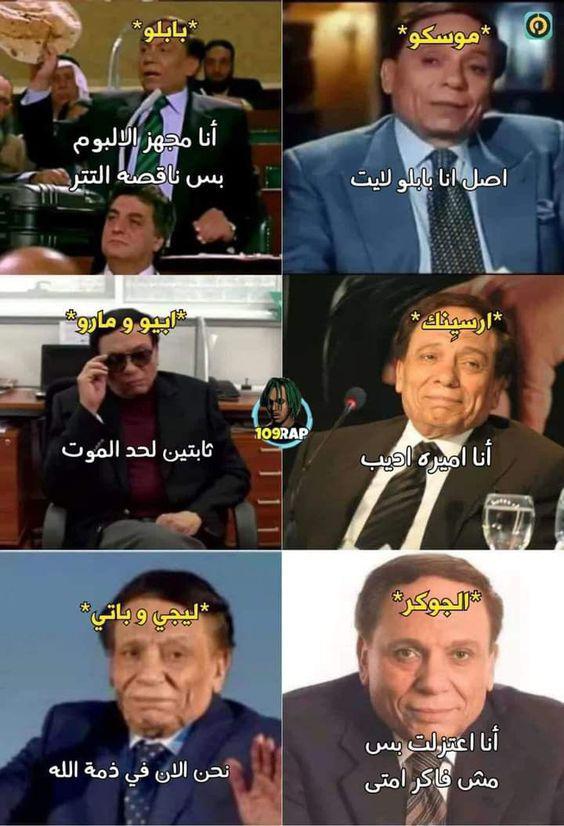 *موسكو*
اصل انا بابلو لايت
*بابلو*
أنا مجهز الالبوم
بس ناقصه التتر
*ارسينك*
أنا اميره اديب
*ابيو و مارو*
ثابتين لحد الموت
109RAP
*الجوكر*
أنا اعتزلت بس
مش فاكر امتى
*ليجي و باتي*
نحن الان في ذمة الله